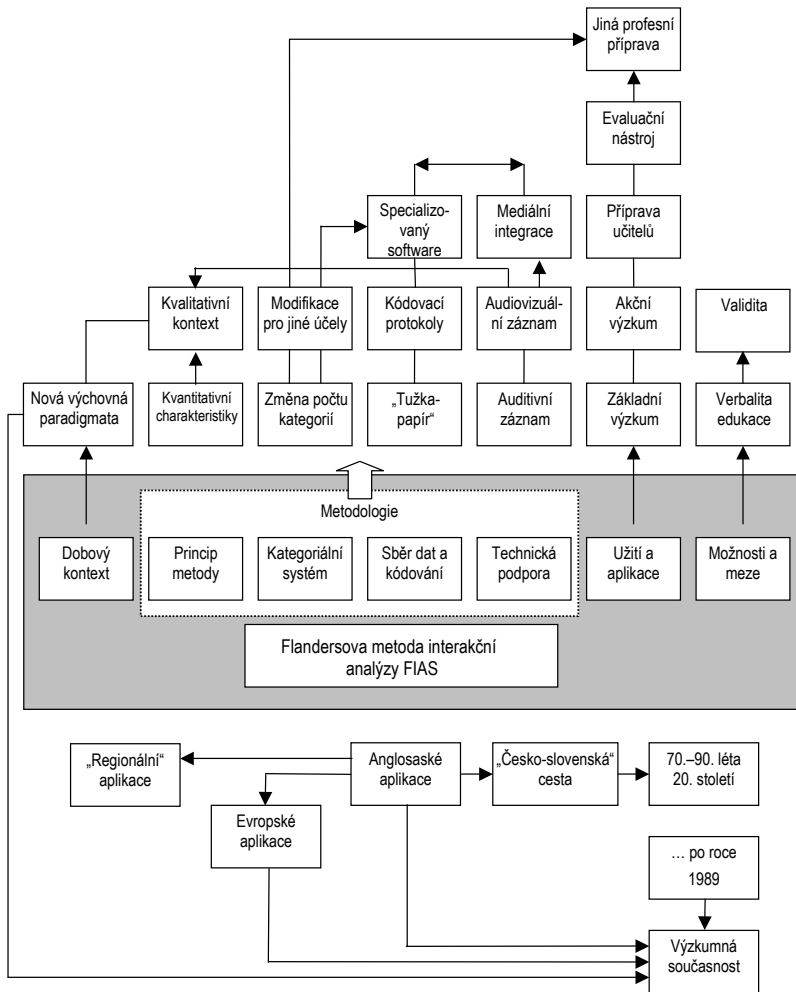 Jiná profesní
příprava
Evaluační
nástroj
Specializo-
vaný
software
Mediální
integrace
Příprava
učitelů
Kvalitativní
kontext
Modifikace
pro jiné účely
Kódovací
protokoly
Audiovizuál-
ní záznam
Akční
výzkum
Validita
Nová výchovná
paradigmata
Kvantitativní
charakteristiky
Změna počtu
kategorií
„Tužka-
papír“
Auditivní
záznam
Základní
výzkum
Verbalita
edukace
Metodologie
Dobový
kontext
Princip
metody
Kategoriální
systém
Sběr dat a
kódování
Technická
podpora
Užití a
aplikace
Možnosti a
meze
Flandersova metoda interakční
analýzy FIAS
„Regionální“
aplikace
Anglosaské
aplikace
„Česko-slovenská“
cesta
70.–90. léta
20. století
Evropské
aplikace
… po roce
1989
Výzkumná
současnost